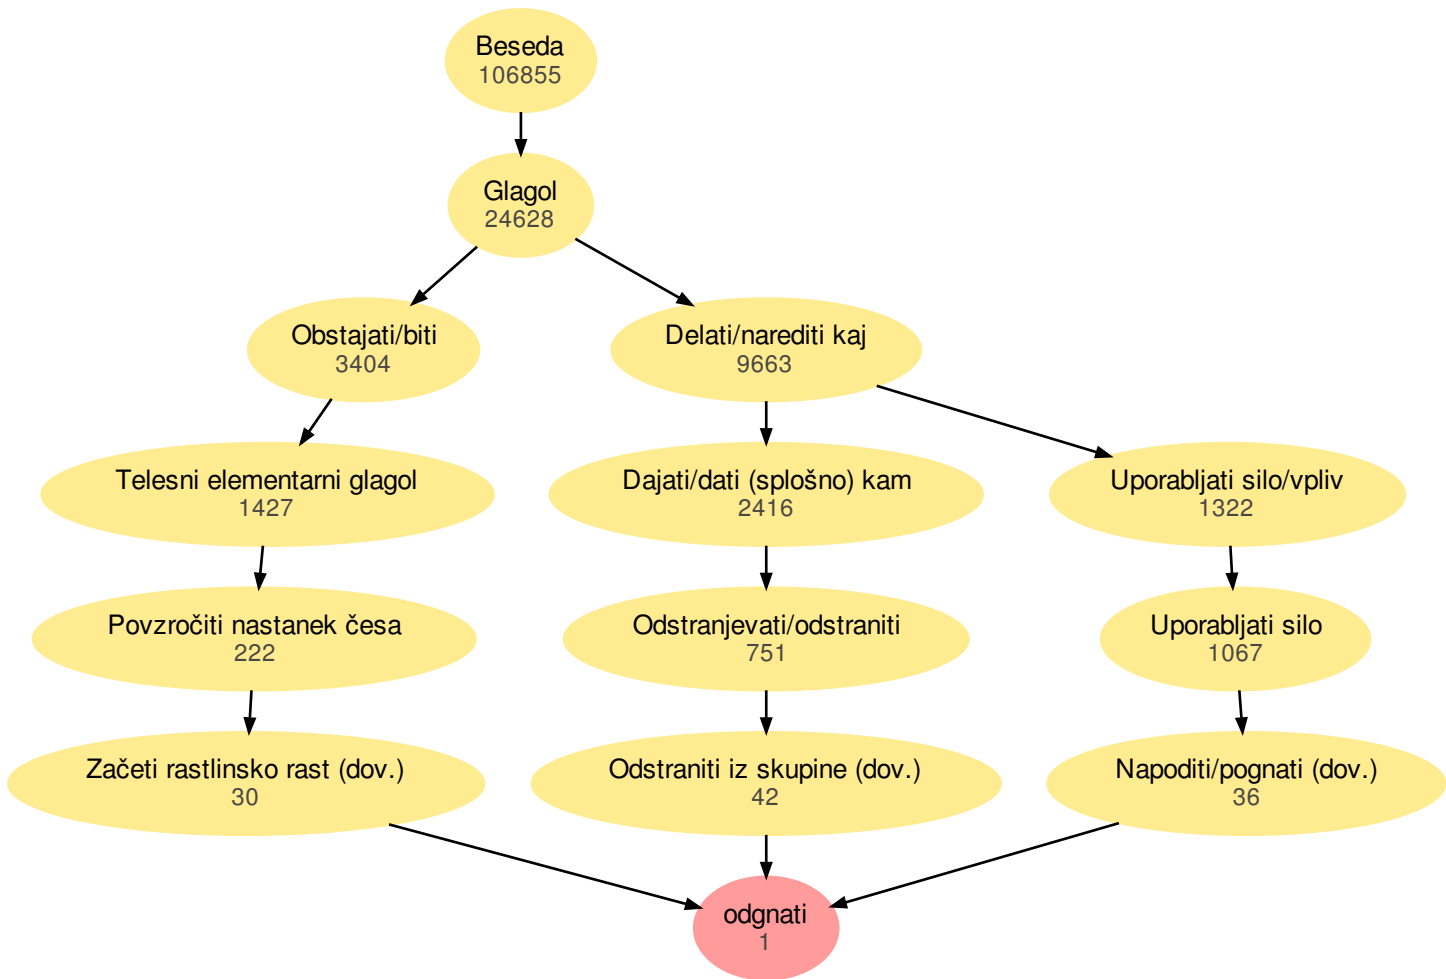 Beseda
106855
Glagol
24628
Obstajati/biti
3404
Delati/narediti kaj
9663
Telesni elementarni glagol
1427
Dajati/dati (splošno) kam
2416
Uporabljati silo/vpliv
1322
Povzročiti nastanek česa
222
Odstranjevati/odstraniti
751
Uporabljati silo
1067
Začeti rastlinsko rast (dov.)
30
Odstraniti iz skupine (dov.)
42
Napoditi/pognati (dov.)
36
odgnati
1